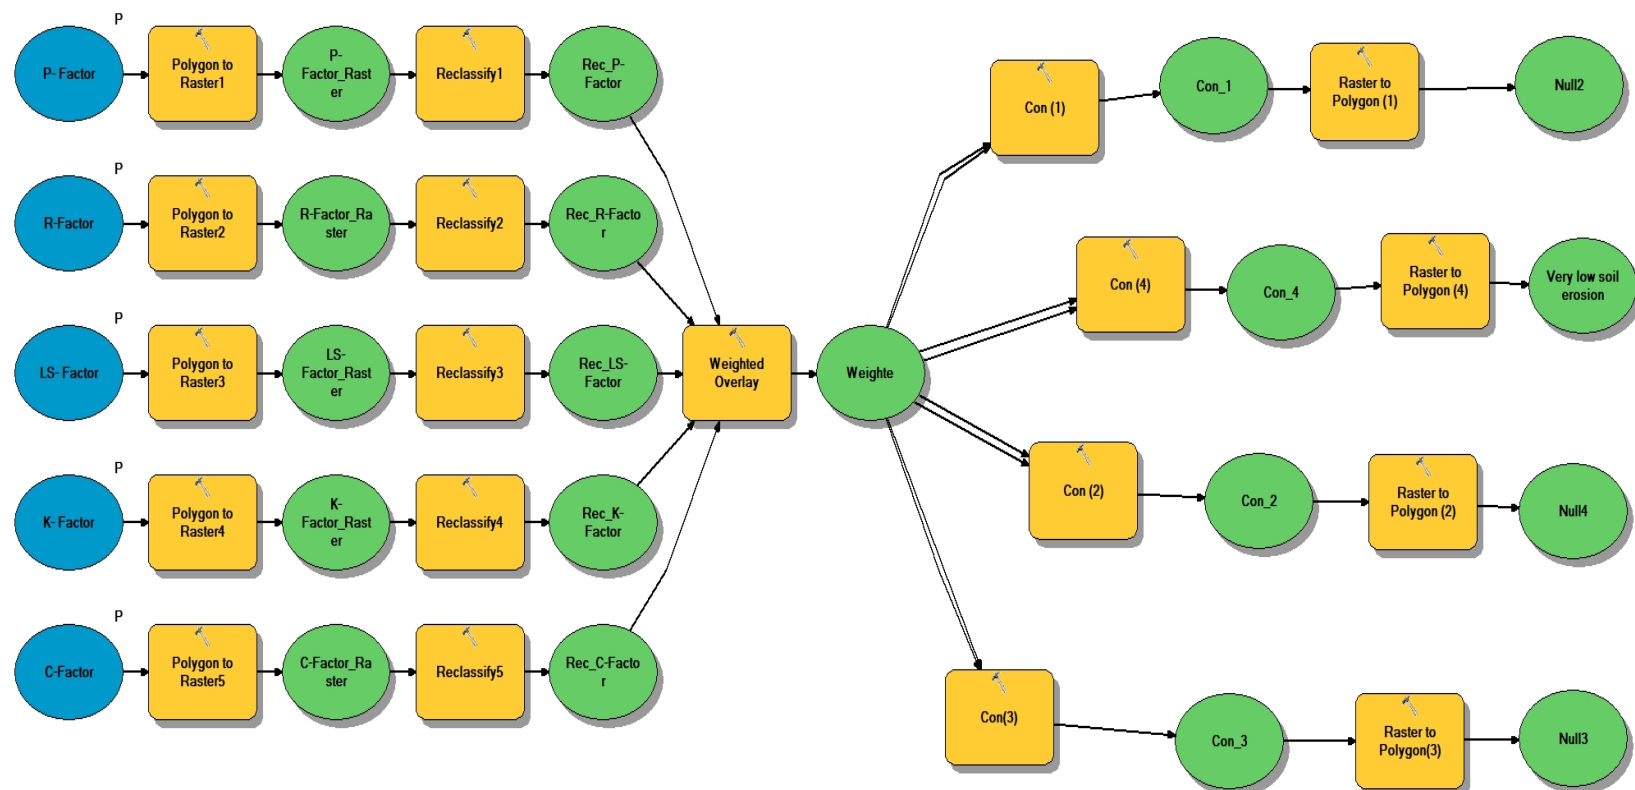 P
P- Factor
Polygon to
Raster1
P-
Factor_Rast
er
Reclassify1
Rec_P-
Factor
P
R-Factor
Polygon to
Raster2
R-Factor_Ra
ster
Reclassify2
Rec_R-Facto
r
P
LS- Factor
Polygon to
Raster3
LS-
Factor_Rast
er
Reclassify3
Rec_LS-
Factor
P
K- Factor
Polygon to
Raster4
K-
Factor_Rast
er
Reclassify4
Rec_K-
Factor
P
C-Factor
Polygon to
Raster5
C-Factor_Ra
ster
Reclassify5
Rec_C-Facto
r
Weighted
Overlay
Weighte
Con (1)
Con_1
Raster to
Polygon (1)
Null2
Con (4)
Con_4
Raster to
Polygon (4)
Very low soil
erosion
Con (2)
Con_2
Raster to
Polygon (2)
Null4
Con(3)
Con_3
Raster to
Polygon(3)
Null3